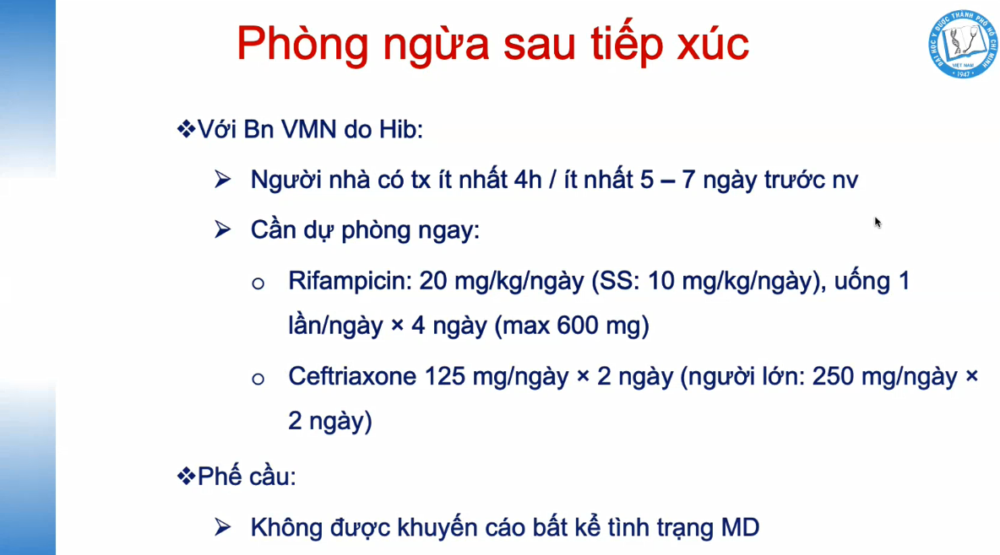 Phòng ngừa sau tiếp xúc
ĐẠI HỌC Y DƯỢC THÀNH PHỐ HỒ CHÍ MINH
VIỆT NAM
1947
❖Với Bn VMN do Hib:
➢ Người nhà có tx ít nhất 4h / ít nhất 5 – 7 ngày trước nv
➢ Cần dự phòng ngay:
o Rifampicin: 20 mg/kg/ngày (SS: 10 mg/kg/ngày), uống 1
lần/ngày × 4 ngày (max 600 mg)
o Ceftriaxone 125 mg/ngày × 2 ngày (người lớn: 250 mg/ngày ×
2 ngày)
❖Phế cầu:
➢ Không được khuyến cáo bất kể tình trạng MD